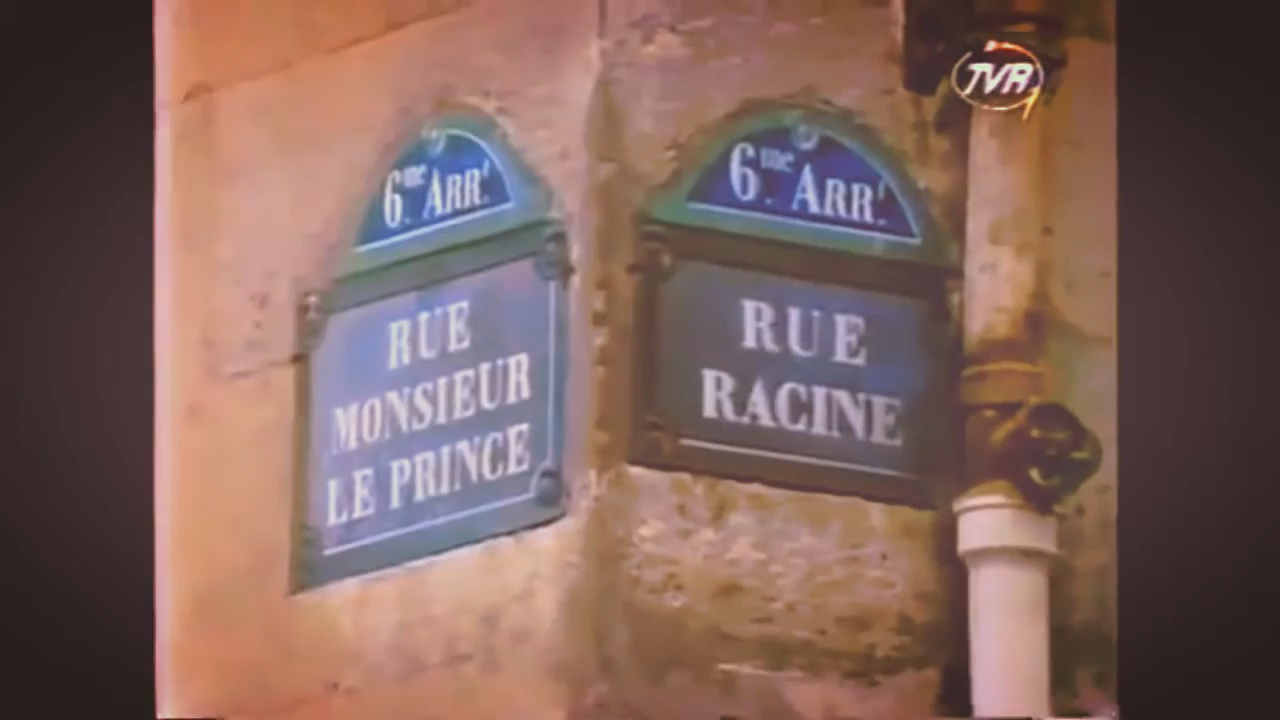 TVR
6me. ARRt.
RUE
MONSIEUR
LE PRINCE
6me. ARRt.
RUE
RACINE